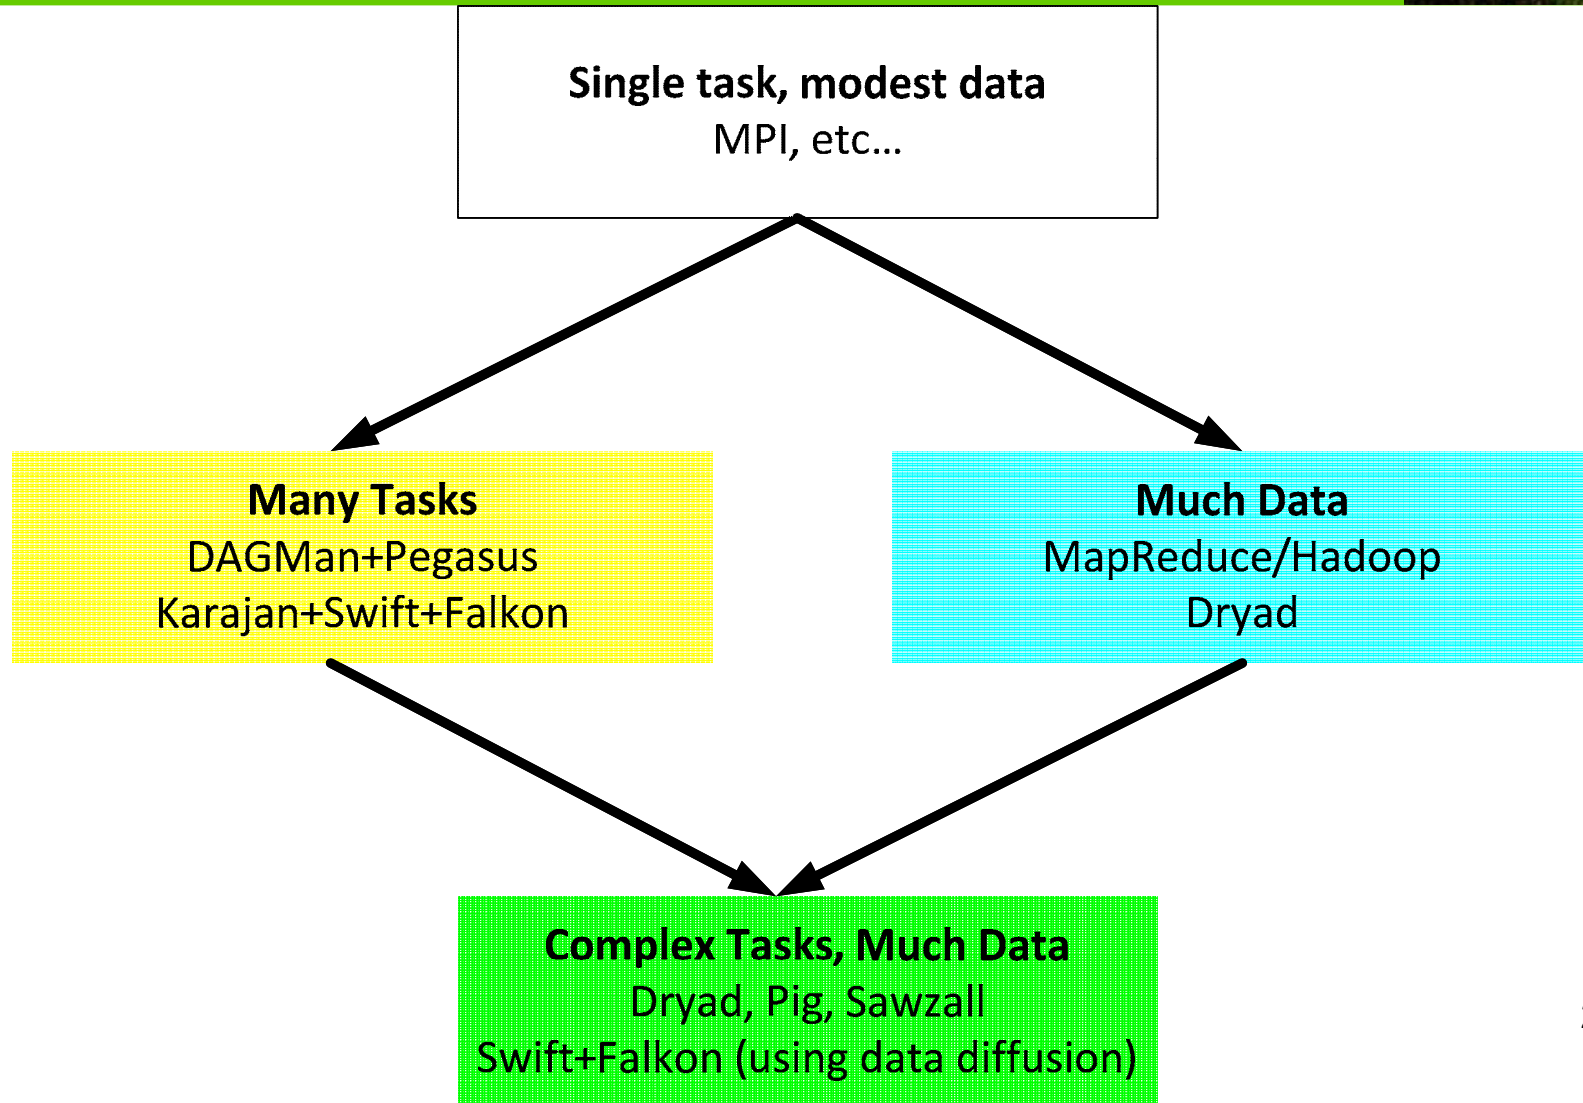 Single task, modest data
MPI, etc…
Many Tasks
DAGMan+Pegasus
Karajan+Swift+Falkon
Much Data
MapReduce/Hadoop
Dryad
Complex Tasks, Much Data
Dryad, Pig, Sawzall
Swift+Falkon (using data diffusion)